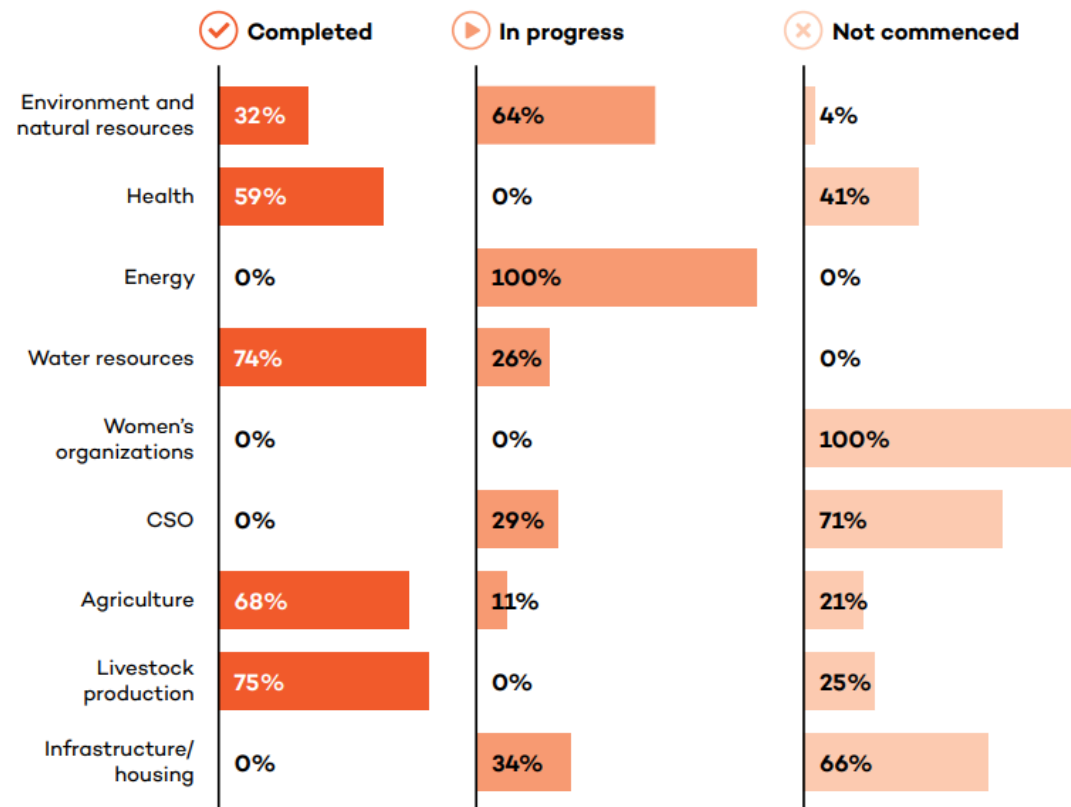 Completed In progress Not commenced
Environment and
natural resources 32% 64% 4%
Health 59% 0% 41%
Energy 0% 100% 0%
Water resources 74% 26% 0%
Women’s
organizations 0% 0% 100%
CSO 0% 29% 71%
Agriculture 68% 11% 21%
Livestock
production 75% 0% 25%
Infrastructure/
housing 0% 34% 66%